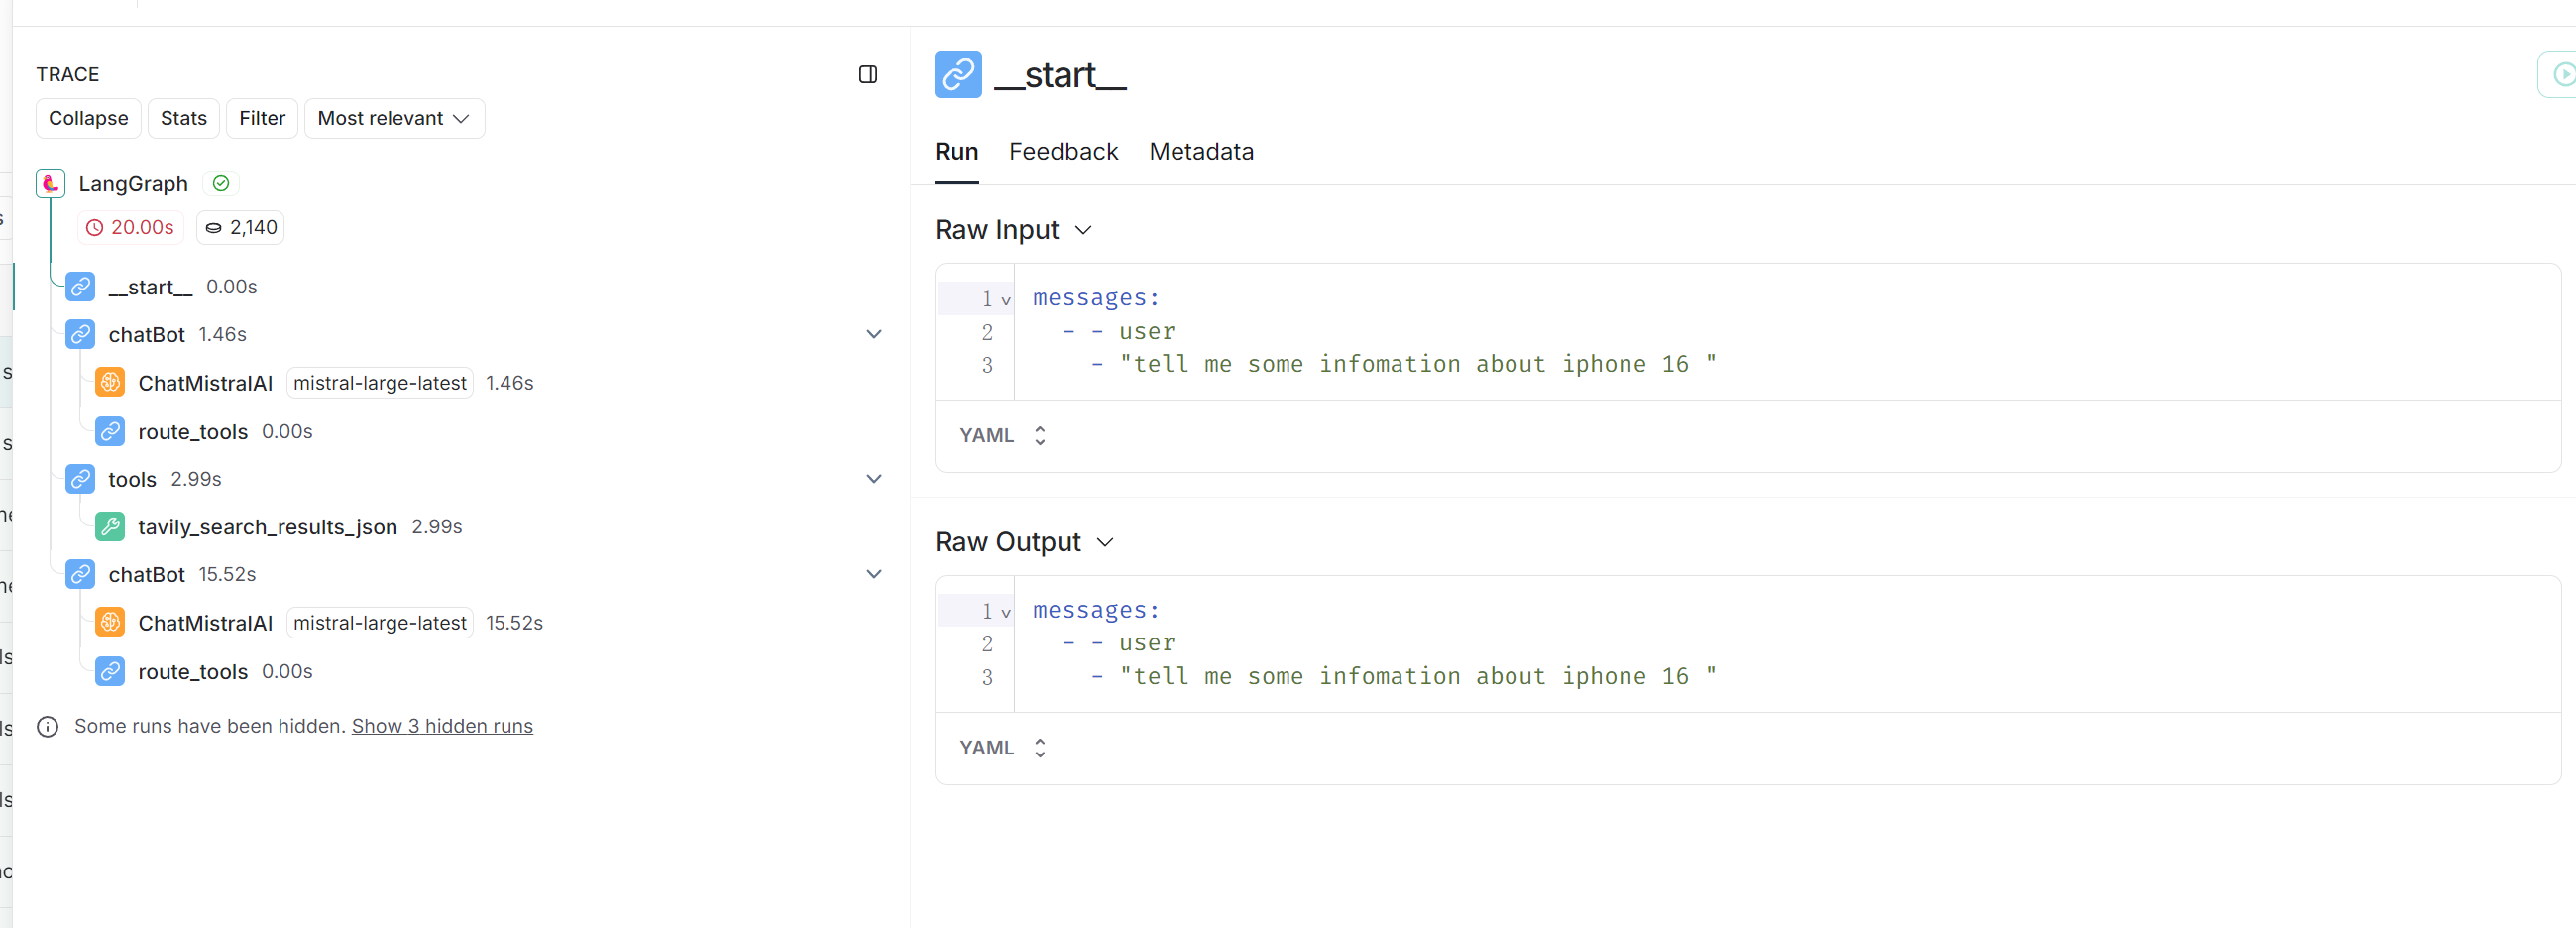 TRACE
Collapse Stats Filter Most relevant
LangGraph
20.00s 2,140
__start__ 0.00s
chatBot 1.46s
ChatMistralAI mistral-large-latest 1.46s
route_tools 0.00s
tools 2.99s
tavily_search_results_json 2.99s
chatBot 15.52s
ChatMistralAI mistral-large-latest 15.52s
route_tools 0.00s
Some runs have been hidden. Show 3 hidden runs
__start__
Run Feedback Metadata
Raw Input
1 messages:
2 - - user
3 - "tell me some infomation about iphone 16 "
YAML
Raw Output
1 messages:
2 - - user
3 - "tell me some infomation about iphone 16 "
YAML